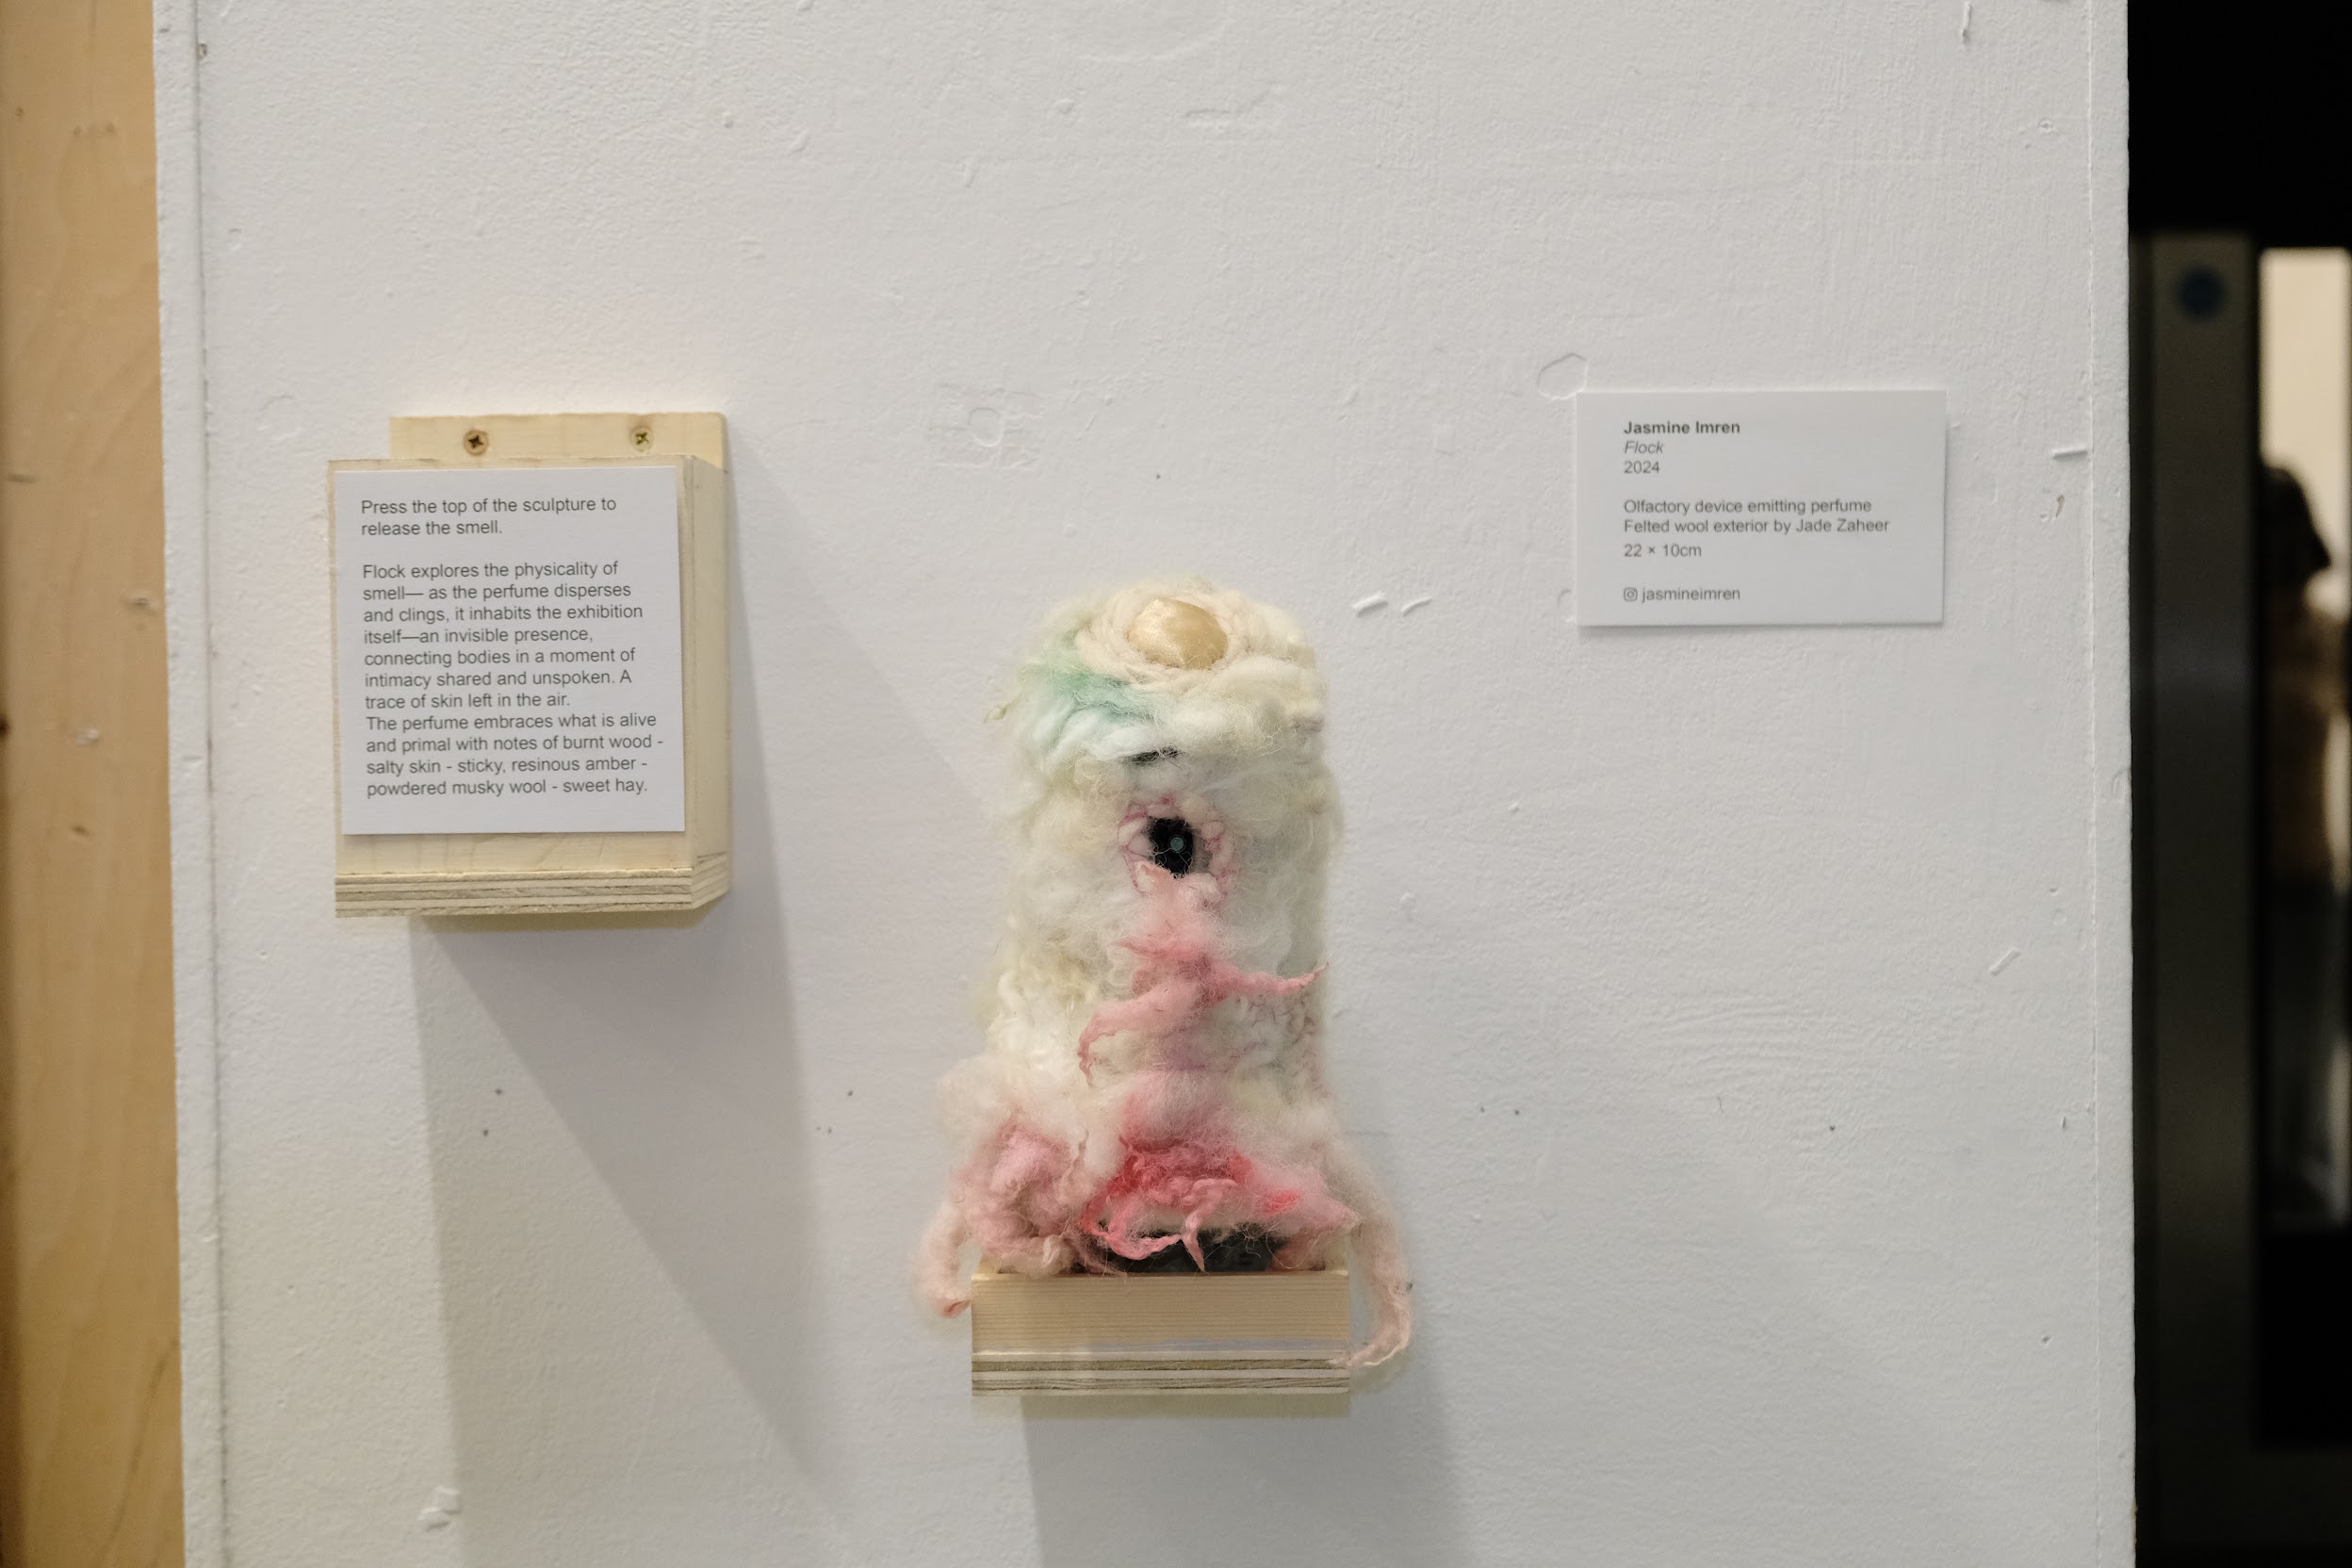 Press the top of the sculpture to
release the smell.
Flock explores the physicality of
smell— as the perfume disperses
and clings, it inhabits the exhibition
itself—an invisible presence,
connecting bodies in a moment of
intimacy shared and unspoken. A
trace of skin left in the air.
The perfume embraces what is alive
and primal with notes of burnt wood -
salty skin - sticky, resinous amber -
powdered musky wool - sweet hay.
Jasmine Imren
Flock
2024
Olfactory device emitting perfume
Felted wool exterior by Jade Zaheer
22 × 10cm
jasmineimren